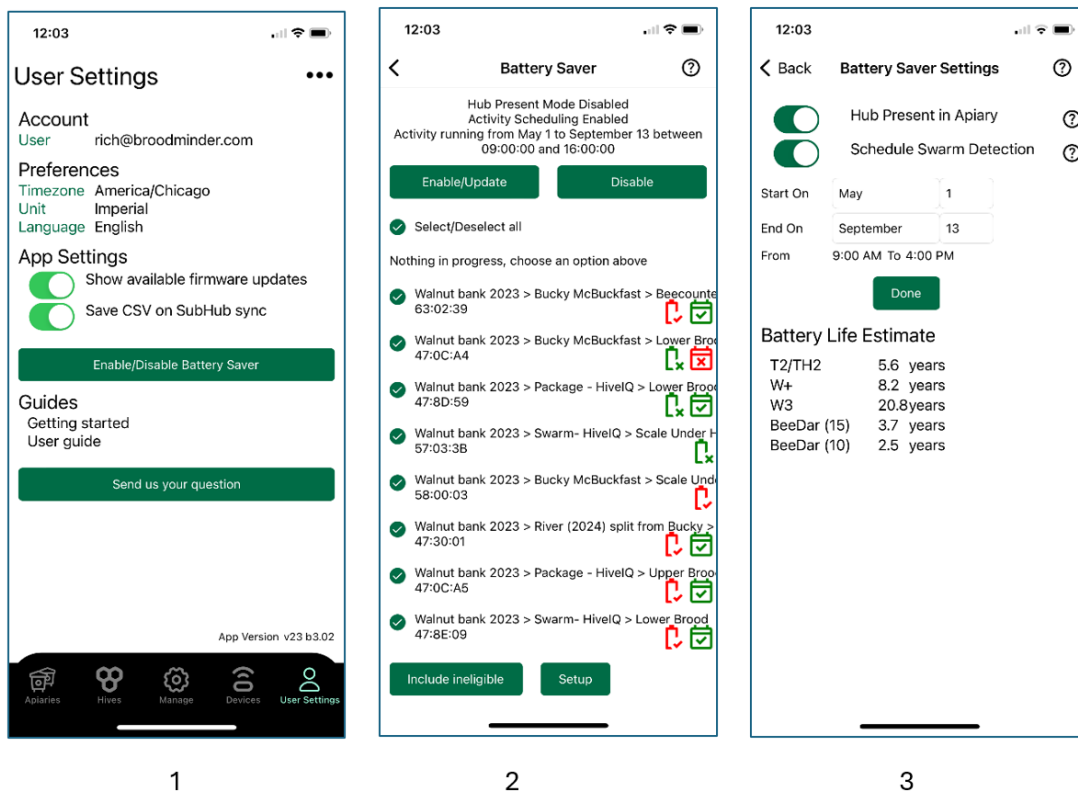 12:03
User Settings
Account
User rich@broodminder.com
Preferences
Timezone America/Chicago
Unit Imperial
Language English
App Settings
Show available firmware updates
Save CSV on SubHub sync
Enable/Disable Battery Saver
Guides
Getting started
User guide
Send us your question
App Version v23 b3.02
Apiaries Hives Manage Devices User Settings
1
12:03
Battery Saver
Hub Present Mode Disabled
Activity Scheduling Enabled
Activity running from May 1 to September 13 between
09:00:00 and 16:00:00
Enable/Update Disable
Select/Deselect all
Nothing in progress, choose an option above
Walnut bank 2023 > Bucky McBuckfast > Beecounte
63:02:39
Walnut bank 2023 > Bucky McBuckfast > Lower Broo
47:0C:A4
Walnut bank 2023 > Package - HiveIQ > Lower Brood
47:8D:59
Walnut bank 2023 > Swarm- HiveIQ > Scale Under H
57:03:3B
Walnut bank 2023 > Bucky McBuckfast > Scale Unde
58:00:03
Walnut bank 2023 > River (2024) split from Bucky >
47:30:01
Walnut bank 2023 > Package - HiveIQ > Upper Broo
47:0C:A5
Walnut bank 2023 > Swarm- HiveIQ > Lower Brood
47:8E:09
Include ineligible Setup
2
12:03
Back Battery Saver Settings
Hub Present in Apiary
Schedule Swarm Detection
Start On May 1
End On September 13
From 9:00 AM To 4:00 PM
Done
Battery Life Estimate
T2/TH2 5.6 years
W+ 8.2 years
W3 20.8years
BeeDar (15) 3.7 years
BeeDar (10) 2.5 years
3